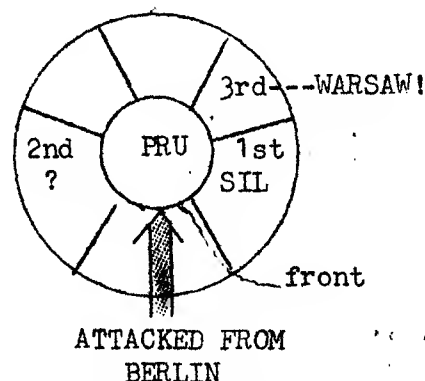 3rd---WARSAW!
2nd PRU 1st
? SIL
front
ATTACKED FROM
BERLIN